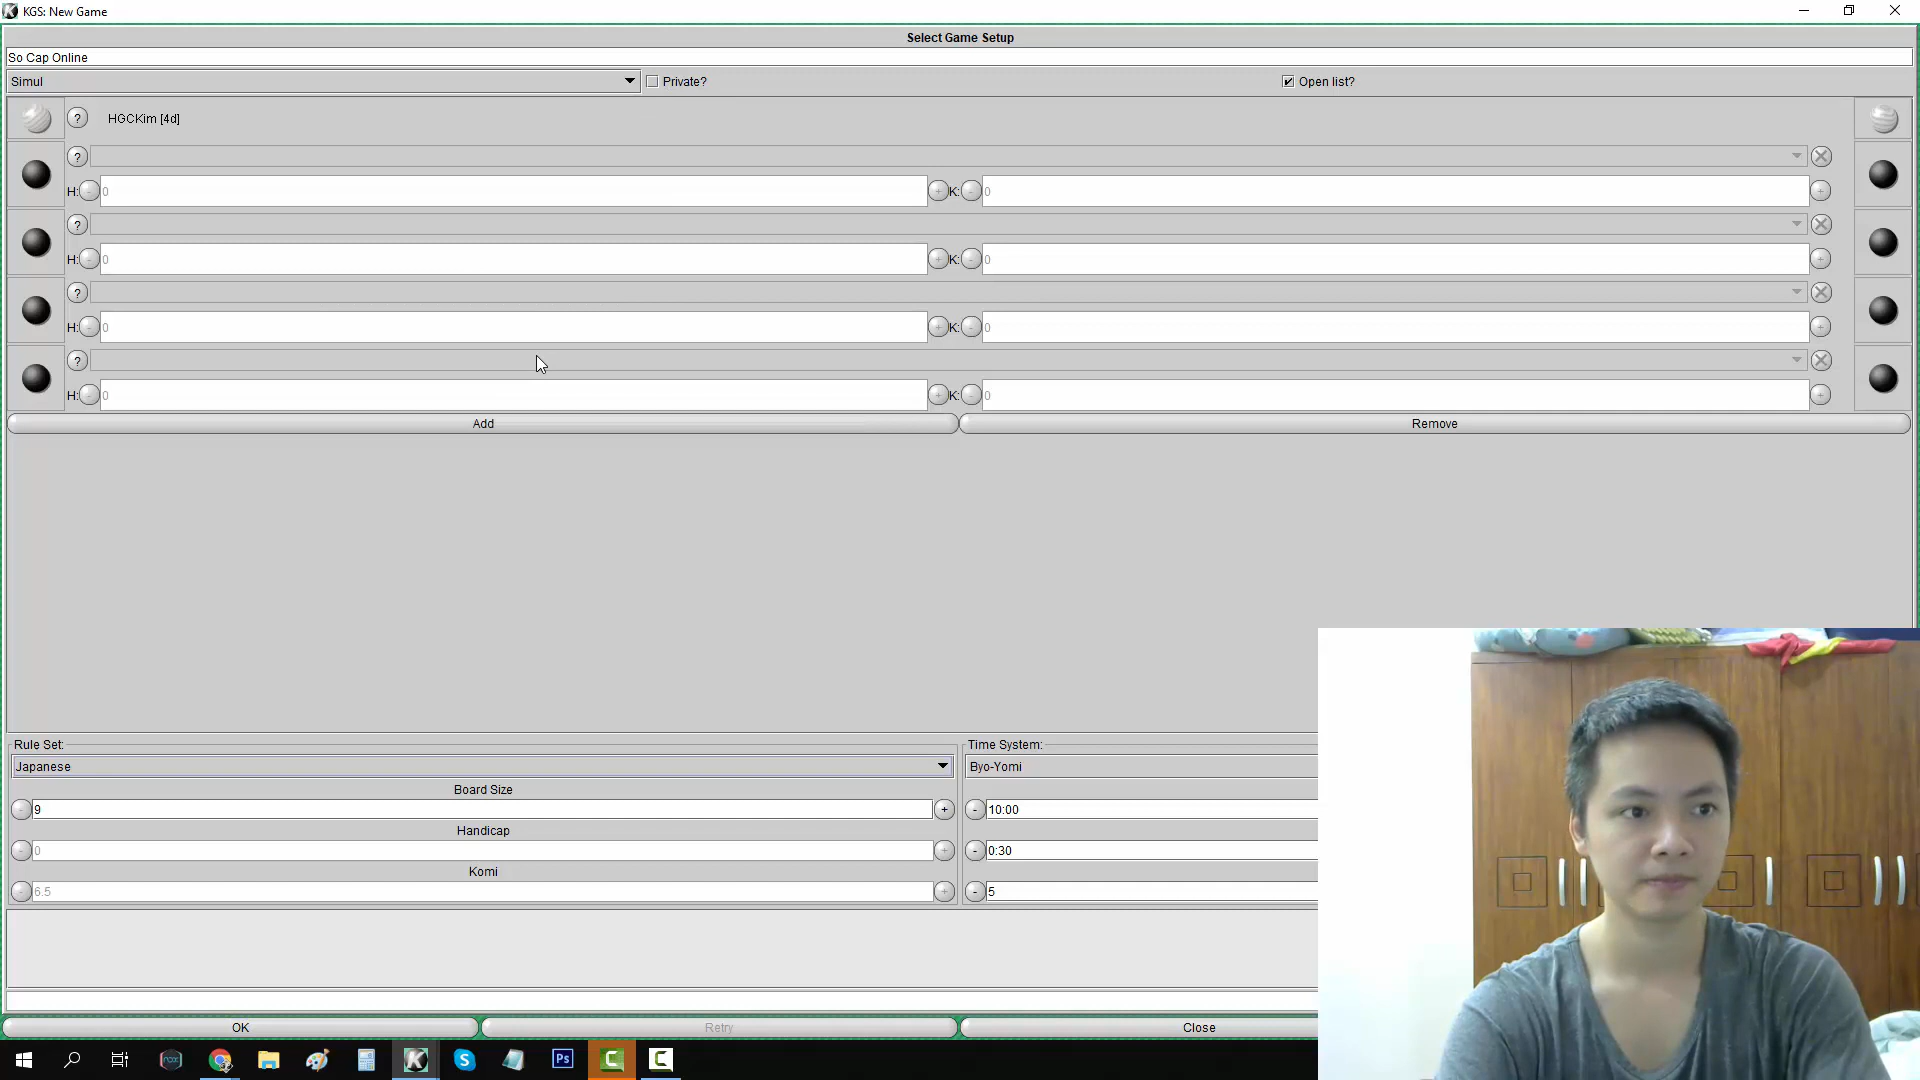 KGS: New Game
Select Game Setup
So Cap Online
Simul
Private?
Open list?
?
HGCKim [4d]
?
H: - 0 + K: - 0 +
?
H: - 0 + K: - 0 +
?
H: - 0 + K: - 0 +
?
H: - 0 + K: - 0 +
Add
Remove
Rule Set:
Japanese
Board Size
- 9 +
Handicap
- 0 +
Komi
- 6.5 +
Time System:
Byo-Yomi
- 10:00
- 0:30
- 5
OK
Retry
Close
nox
K
S
Ps
C
C